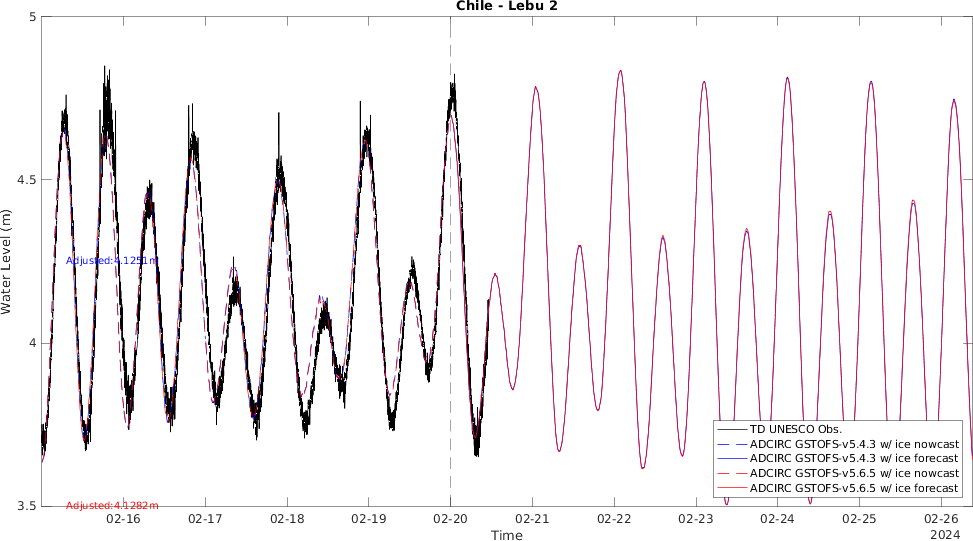 Chile - Lebu 2
Water Level (m)
5
4.5
4
3.5
Adjusted:4.1251m
Adjusted:4.1282m
TD UNESCO Obs.
ADCIRC GSTOFS-v5.4.3 w/ ice nowcast
ADCIRC GSTOFS-v5.4.3 w/ ice forecast
ADCIRC GSTOFS-v5.6.5 w/ ice nowcast
ADCIRC GSTOFS-v5.6.5 w/ ice forecast
02-16 02-17 02-18 02-19 02-20 02-21 02-22 02-23 02-24 02-25 02-26
Time
2024